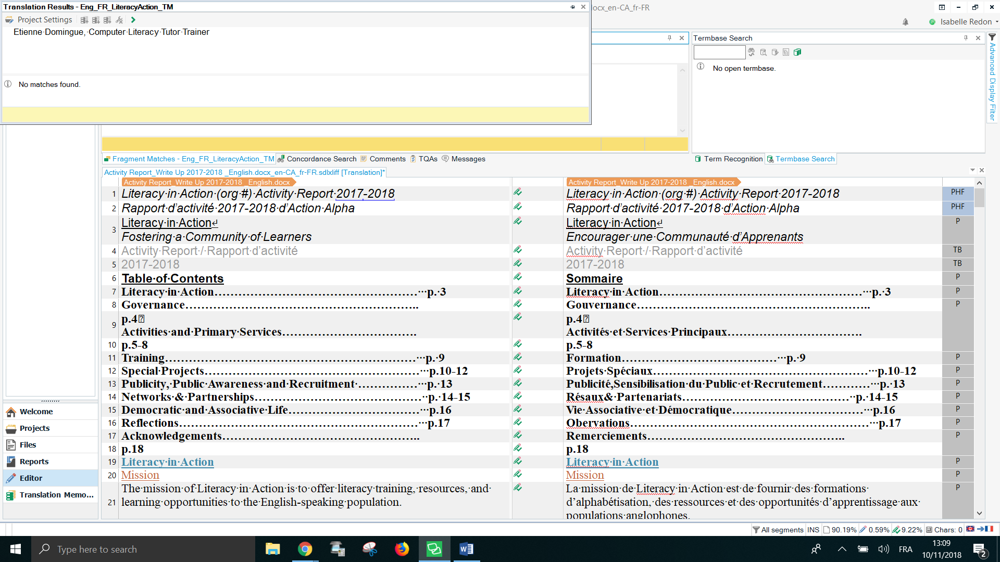 Translation Results - Eng_FR_LiteracyAction_TM
ocx_en-CA_fr-FR
Project Settings
Isabelle Redon
Etienne·Domingue,·Computer·Literacy·Tutor·Trainer
No matches found.
Termbase Search
No open termbase.
Advanced Display Filter
Fragment Matches - Eng_FR_LiteracyAction_TM
Concordance Search
Comments
TQAs
Messages
Term Recognition
Termbase Search
Activity Report_Write Up 2017-2018 _English.docx_en-CA_fr-FR.sdlxliff [Translation]*
Activity Report_Write Up 2017-2018 _English.docx
Activity Report_Write Up 2017-2018 _English.docx
1 Literacy·in·Action·(org·#)·Activity·Report·2017-2018
Literacy·in·Action·(org·#)·Activity·Report·2017-2018 PHF
2 Rapport·d’activité·2017-2018·d’Action·Alpha
Rapport·d’activité·2017-2018·d’Action·Alpha PHF
3 Literacy·in·Action↵
Fostering·a·Community·of·Learners
Literacy·in·Action↵ P
Encourager·une·Communauté·d’Apprenants
4 Activity·Report·/·Rapport·d’activité
Activity·Report·/·Rapport·d’activité TB
5 2017-2018
2017-2018 TB
6 Table·of·Contents
Sommaire P
7 Literacy·in·Action……………………………………………···p.·3
Literacy·in·Action……………………………………………···p.·3 P
8 Governance…………………………………………………..
Gouvernance………………………………………………….. P
9 p.4
Activities·and·Primary·Services…………………………….
p.4
Activités·et·Services·Principaux…………………………….
10 p.5-8
p.5-8
11 Training………………………………………………………···p.·9
Formation…………………………………···p.·9 P
12 Special·Projects………………………………………………···p.10-12
Projets·Spéciaux………………………………………………···p.10-12 P
13 Publicity,·Public·Awareness·and·Recruitment·……………···p.·13
Publicité,Sensibilisation·du·Public·et·Recrutement…………···p.·13 P
14 Networks·&·Partnerships……………………………………··p.·14-15
Résaux&·Partenariats……………………………………··p.·14-15 P
15 Democratic·and·Associative·Life……………………………···p.16
Vie·Associative·et·Démocratique……………………………···p.16 P
16 Reflections……………………………………………………···p.17
Obervations……………………………………………………···p.17 P
17 Acknowledgements…………………………………………..
Remerciements………………………………………….. P
18 p.18
p.18
19 Literacy·in·Action
Literacy·in·Action P
20 Mission
Mission P
21 The·mission·of·Literacy·in·Action·is·to·offer·literacy·training,·resources,·and·
learning·opportunities·to·the·English-speaking·population.
La·mission·de·Literacy·in·Action·est·de·fournir·des·formations· P
d’alphabétisation,·des·ressources·et·des·opportunités·d’apprentissage·aux·
populations·anglophones.
Welcome
Projects
Files
Reports
Editor
Translation Memo...
All segments INS 90.19% 0.59% 9.22% Chars: 0
Type here to search
FRA
13:09
10/11/2018
2